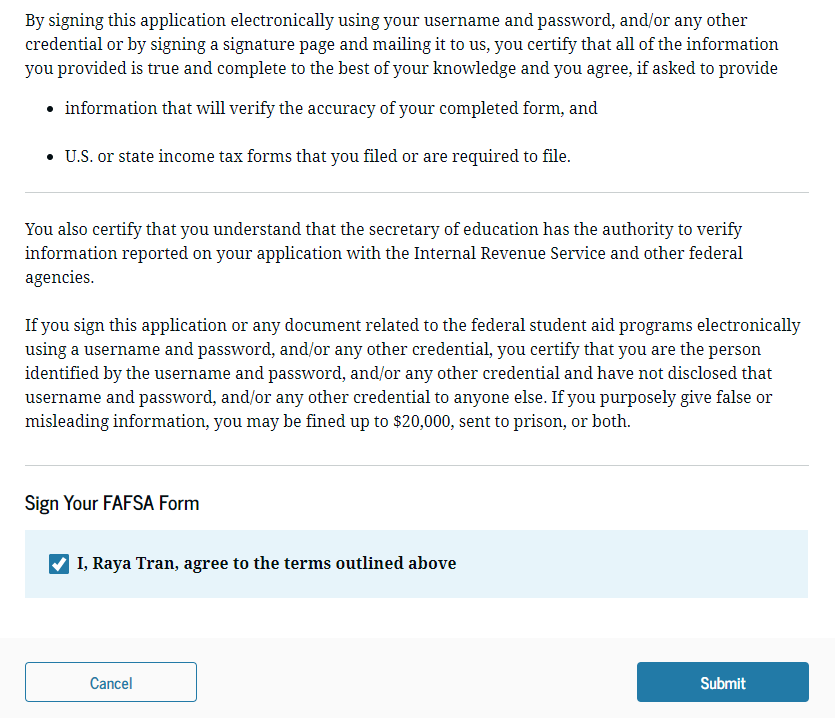 By signing this application electronically using your username and password, and/or any other
credential or by signing a signature page and mailing it to us, you certify that all of the information
you provided is true and complete to the best of your knowledge and you agree, if asked to provide
• information that will verify the accuracy of your completed form, and
• U.S. or state income tax forms that you filed or are required to file.
You also certify that you understand that the secretary of education has the authority to verify
information reported on your application with the Internal Revenue Service and other federal
agencies.
If you sign this application or any document related to the federal student aid programs electronically
using a username and password, and/or any other credential, you certify that you are the person
identified by the username and password, and/or any other credential and have not disclosed that
username and password, and/or any other credential to anyone else. If you purposely give false or
misleading information, you may be fined up to $20,000, sent to prison, or both.
Sign Your FAFSA Form
I, Raya Tran, agree to the terms outlined above
Cancel
Submit